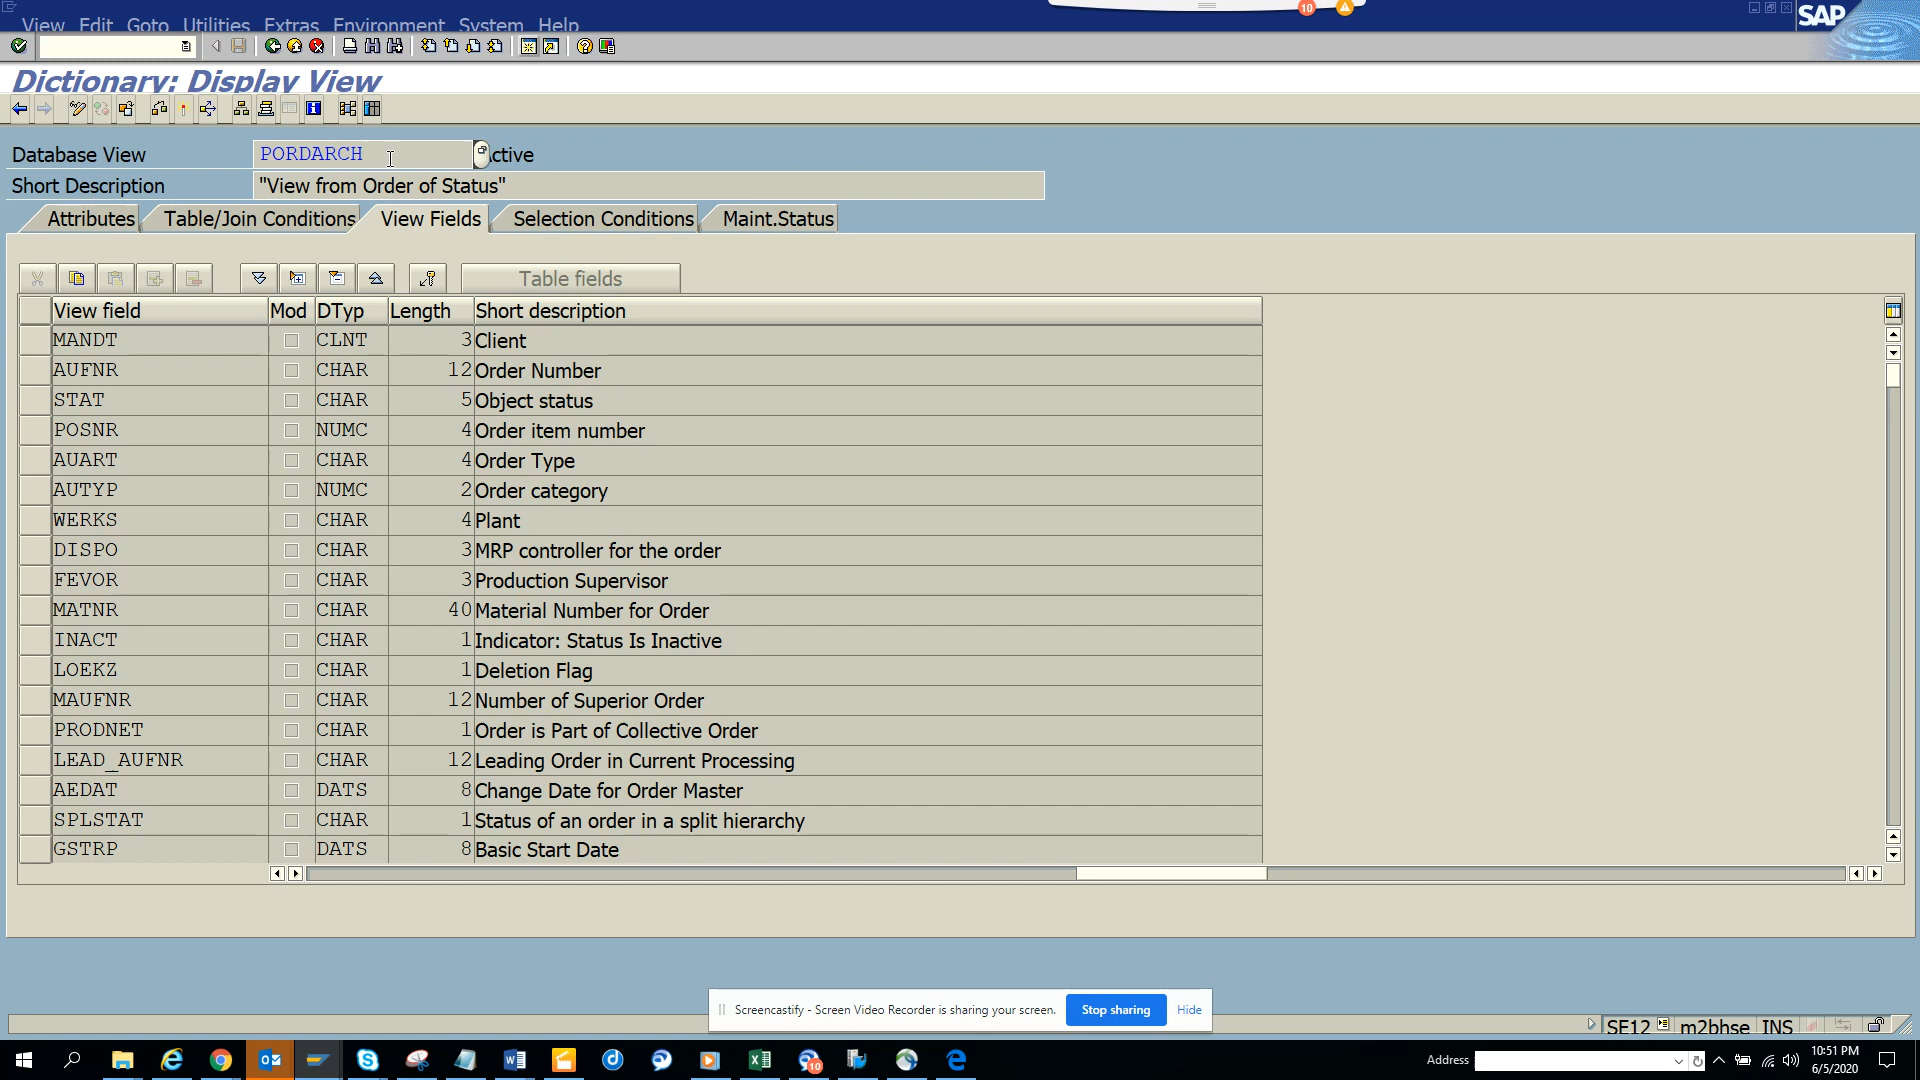 View Edit Goto Utilities Extras Environment System Help
10
SAP
Dictionary: Display View
Database View PORDARCH Active
Short Description "View from Order of Status"
Attributes Table/Join Conditions View Fields Selection Conditions Maint.Status
Table fields
View field Mod DTyp Length Short description
MANDT CLNT 3 Client
AUFNR CHAR 12 Order Number
STAT CHAR 5 Object status
POSNR NUMC 4 Order item number
AUART CHAR 4 Order Type
AUTYP NUMC 2 Order category
WERKS CHAR 4 Plant
DISPO CHAR 3 MRP controller for the order
FEVOR CHAR 3 Production Supervisor
MATNR CHAR 40 Material Number for Order
INACT CHAR 1 Indicator: Status Is Inactive
LOEKZ CHAR 1 Deletion Flag
MAUFNR CHAR 12 Number of Superior Order
PRODNET CHAR 1 Order is Part of Collective Order
LEAD_AUFNR CHAR 12 Leading Order in Current Processing
AEDAT DATS 8 Change Date for Order Master
SPLSTAT CHAR 1 Status of an order in a split hierarchy
GSTRP DATS 8 Basic Start Date
Screencastify - Screen Video Recorder is sharing your screen. Stop sharing Hide
SE12 m2bhse INS
10
Address
10:51 PM
6/5/2020